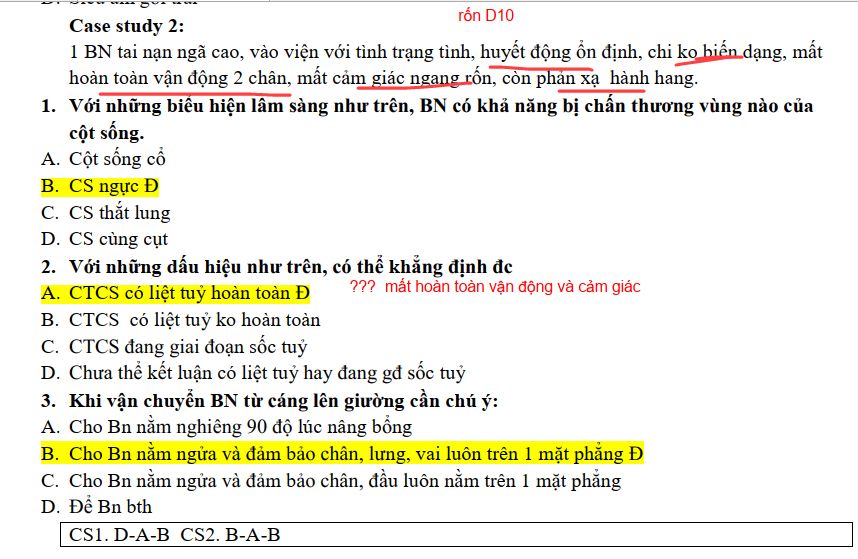 D. Siêu âm gối trái
rốn D10
Case study 2:
1 BN tai nạn ngã cao, vào viện với tình trạng tình, huyết động ổn định, chi ko biến dạng, mất
hoàn toàn vận động 2 chân, mất cảm giác ngang rốn, còn phản xạ hành hang.
1. Với những biểu hiện lâm sàng như trên, BN có khả năng bị chấn thương vùng nào của
cột sống.
A. Cột sống cổ
B. CS ngực Đ
C. CS thắt lung
D. CS cùng cụt
2. Với những dấu hiệu như trên, có thể khẳng định đc
A. CTCS có liệt tuỷ hoàn toàn Đ ??? mất hoàn toàn vận động và cảm giác
B. CTCS có liệt tuỷ ko hoàn toàn
C. CTCS đang giai đoạn sốc tuỷ
D. Chưa thể kết luận có liệt tuỷ hay đang gđ sốc tuỷ
3. Khi vận chuyển BN từ cáng lên giường cần chú ý:
A. Cho Bn nằm nghiêng 90 độ lúc nâng bổng
B. Cho Bn nằm ngửa và đảm bảo chân, lưng, vai luôn trên 1 mặt phẳng Đ
C. Cho Bn nằm ngửa và đảm bảo chân, đầu luôn nằm trên 1 mặt phẳng
D. Để Bn bth
CS1. D-A-B CS2. B-A-B